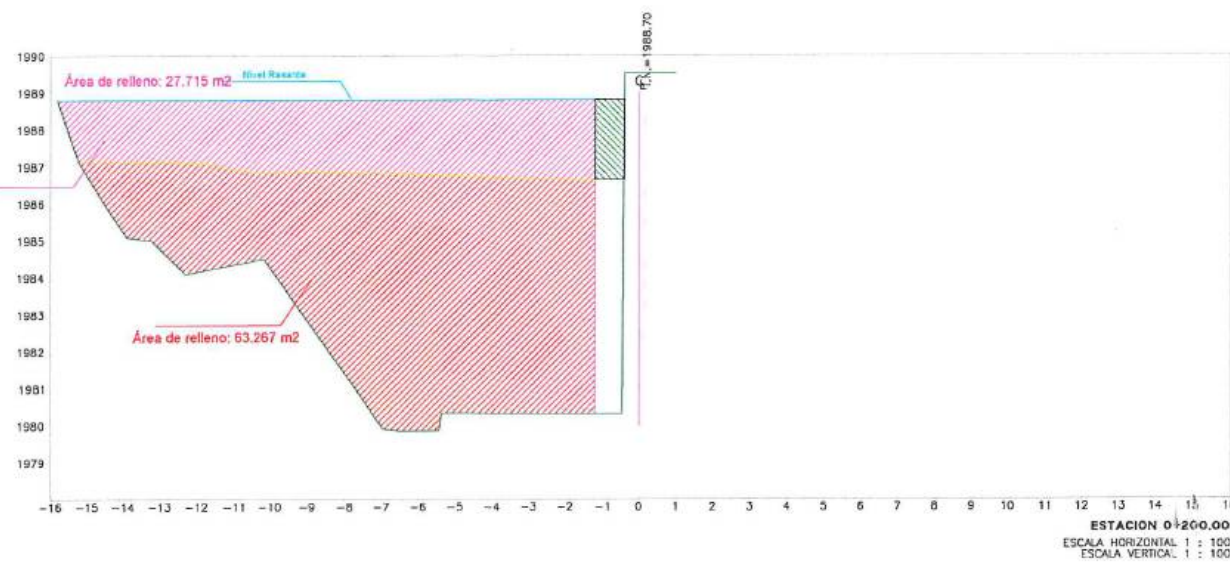 =1988.70
1990
Área de relleno: 27.715 m2
Nivel Rasante
1989
1988
1987
1986
1985
1984
1983
Área de relleno: 63.267 m2
1982
1981
1980
1979
-16 -15 -14 -13 -12 -11 -10 -9 -8 -7 -6 -5 -4 -3 -2 -1 0 1 2 3 4 5 6 7 8 9 10 11 12 13 14 15
ESTACION 0+200.00
ESCALA HORIZONTAL 1 : 100
ESCALA VERTICAL 1 : 100